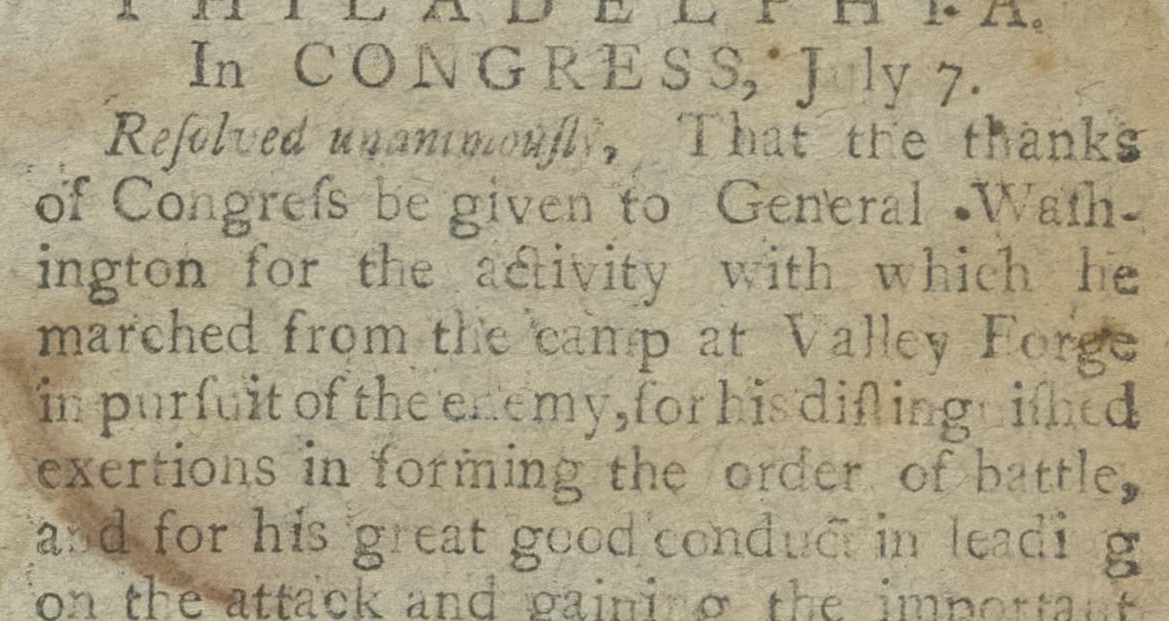 PHILADELPHIA.
In CONGRESS, July 7.
Reſolved unanimouſly, That the thanks
of Congreſs be given to General Waſh-
ington for the activity with which he
marched from the camp at Valley Forge
in purſuit of the enemy, for his diſtinguiſhed
exertions in forming the order of battle,
and for his great good conduct in leading
on the attack and gaining the important